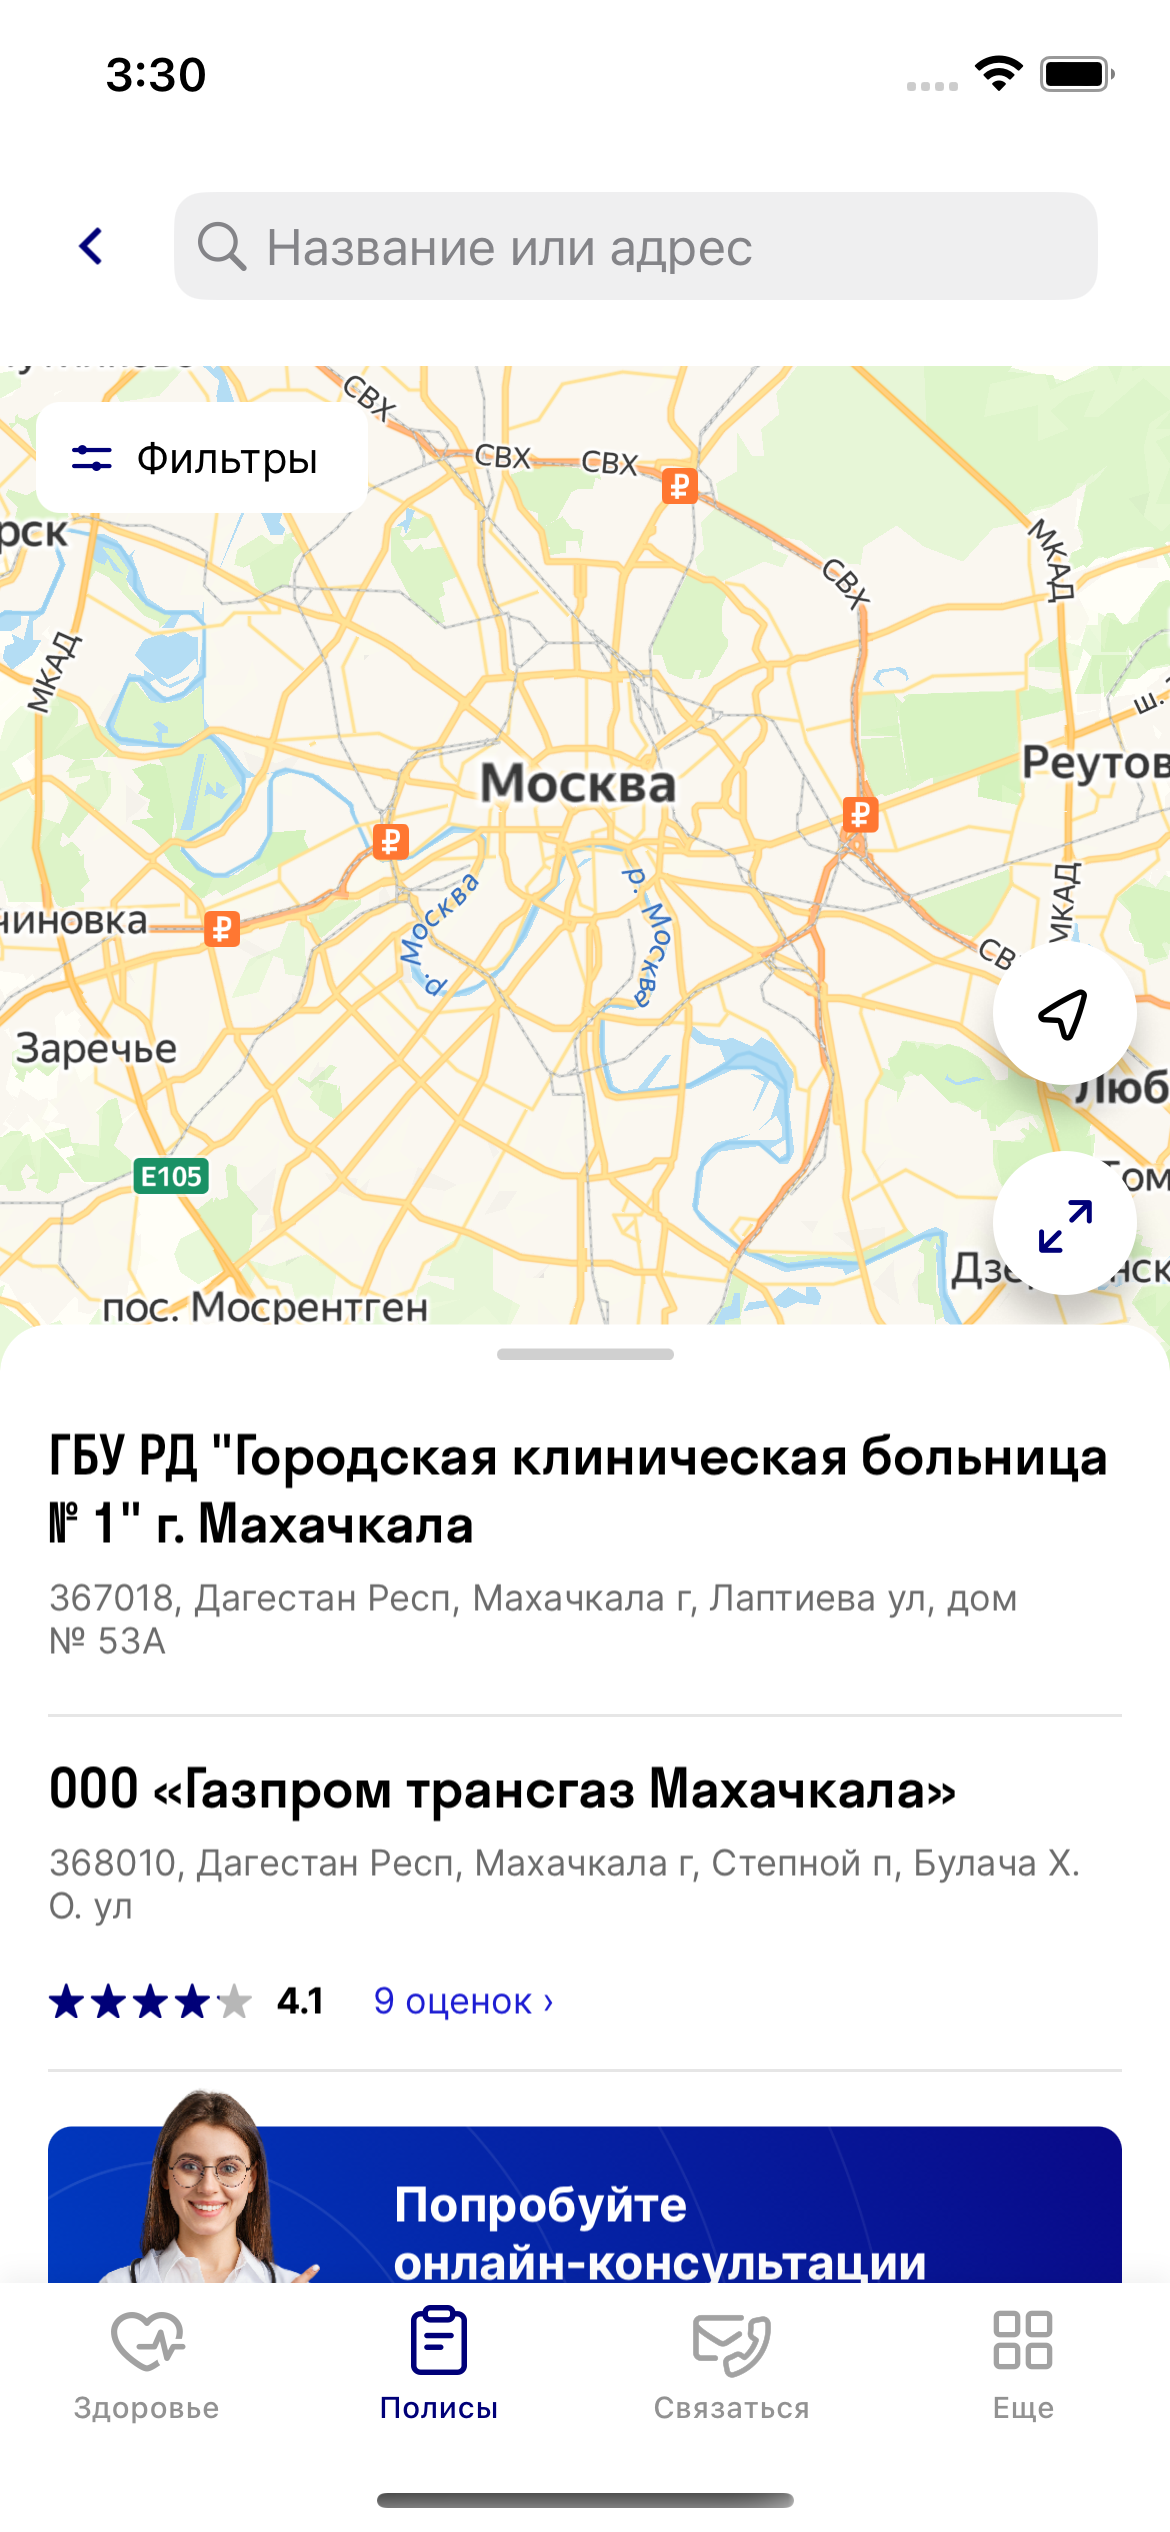 3:30
Название или адрес
СВХ
Фильтры
СВХ
СВХ
₽
рск
МКАД
СВХ
МКАД
ш.
Реутов
Москва
₽
₽
МКАД
р. Москва
р. Москва
чиновка
₽
СВ
Заречье
Люб
E105
Том
Дзе нск
пос. Мосрентген
ГБУ РД "Городская клиническая больница
№ 1" г. Махачкала
367018, Дагестан Респ, Махачкала г, Лаптиева ул, дом
№ 53А
ООО «Газпром трансгаз Махачкала»
368010, Дагестан Респ, Махачкала г, Степной п, Булача Х.
О. ул
4.1 9 оценок ›
Попробуйте
онлайн-консультации
Здоровье Полисы Связаться Еще